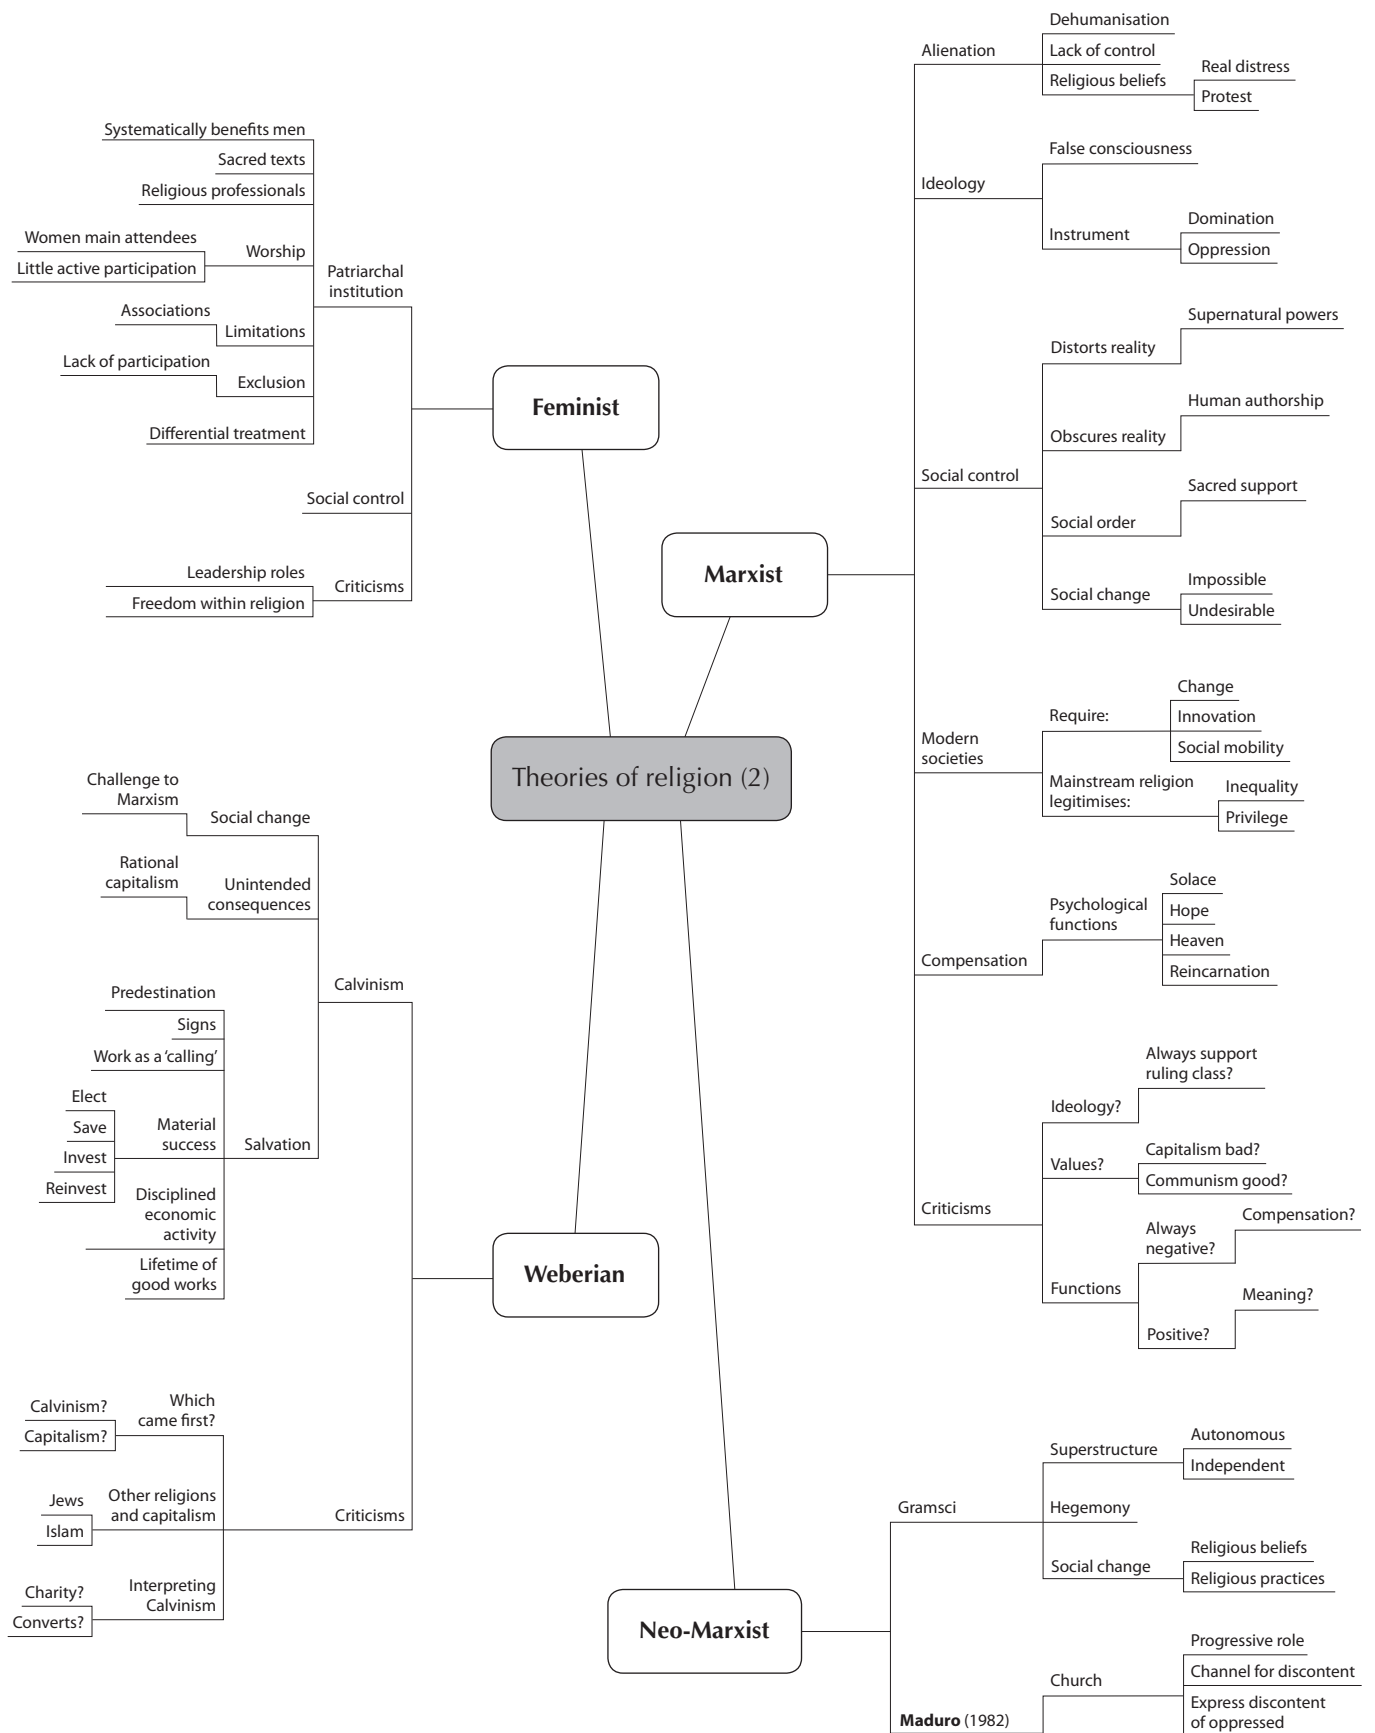 Theories of religion (2)
Feminist
Patriarchal
institution
Systematically benefits men
Sacred texts
Religious professionals
Worship
Women main attendees
Little active participation
Limitations
Associations
Exclusion
Lack of participation
Differential treatment
Social control
Criticisms
Leadership roles
Freedom within religion
Marxist
Alienation
Dehumanisation
Lack of control
Religious beliefs
Real distress
Protest
Ideology
False consciousness
Instrument
Domination
Oppression
Social control
Distorts reality
Supernatural powers
Obscures reality
Human authorship
Social order
Sacred support
Social change
Impossible
Undesirable
Modern
societies
Require:
Change
Innovation
Social mobility
Mainstream religion
legitimises:
Inequality
Privilege
Compensation
Psychological
functions
Solace
Hope
Heaven
Reincarnation
Criticisms
Ideology?
Always support
ruling class?
Values?
Capitalism bad?
Communism good?
Functions
Always
negative?
Compensation?
Positive?
Meaning?
Weberian
Calvinism
Social change
Challenge to
Marxism
Unintended
consequences
Rational
capitalism
Salvation
Predestination
Signs
Work as a ‘calling’
Material
success
Elect
Save
Invest
Reinvest
Disciplined
economic
activity
Lifetime of
good works
Criticisms
Which
came first?
Calvinism?
Capitalism?
Other religions
and capitalism
Jews
Islam
Interpreting
Calvinism
Charity?
Converts?
Neo-Marxist
Gramsci
Superstructure
Autonomous
Independent
Hegemony
Social change
Religious beliefs
Religious practices
Maduro (1982)
Church
Progressive role
Channel for discontent
Express discontent
of oppressed